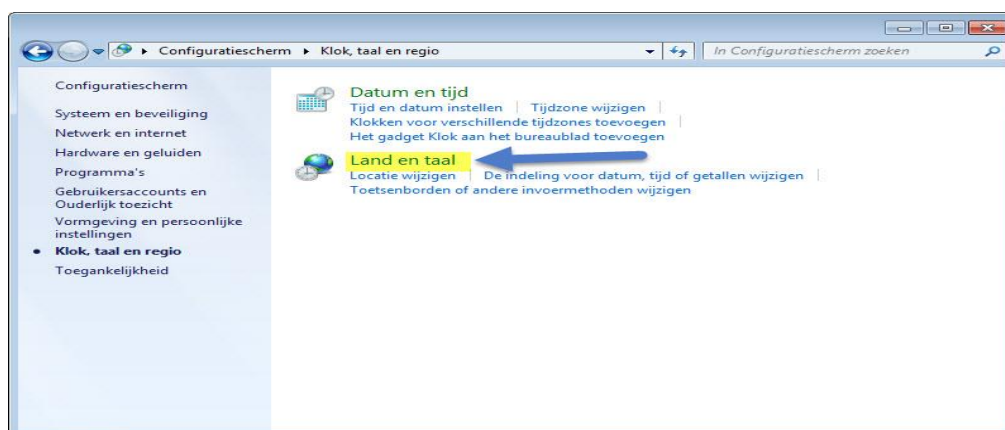 Configuratiescherm ▸ Klok, taal en regio
In Configuratiescherm zoeken
Configuratiescherm
Systeem en beveiliging
Netwerk en internet
Hardware en geluiden
Programma's
Gebruikersaccounts en
Ouderlijk toezicht
Vormgeving en persoonlijke
instellingen
Klok, taal en regio
Toegankelijkheid
Datum en tijd
Tijd en datum instellen | Tijdzone wijzigen |
Klokken voor verschillende tijdzones toevoegen |
Het gadget Klok aan het bureaublad toevoegen
Land en taal
Locatie wijzigen | De indeling voor datum, tijd of getallen wijzigen |
Toetsenborden of andere invoermethoden wijzigen